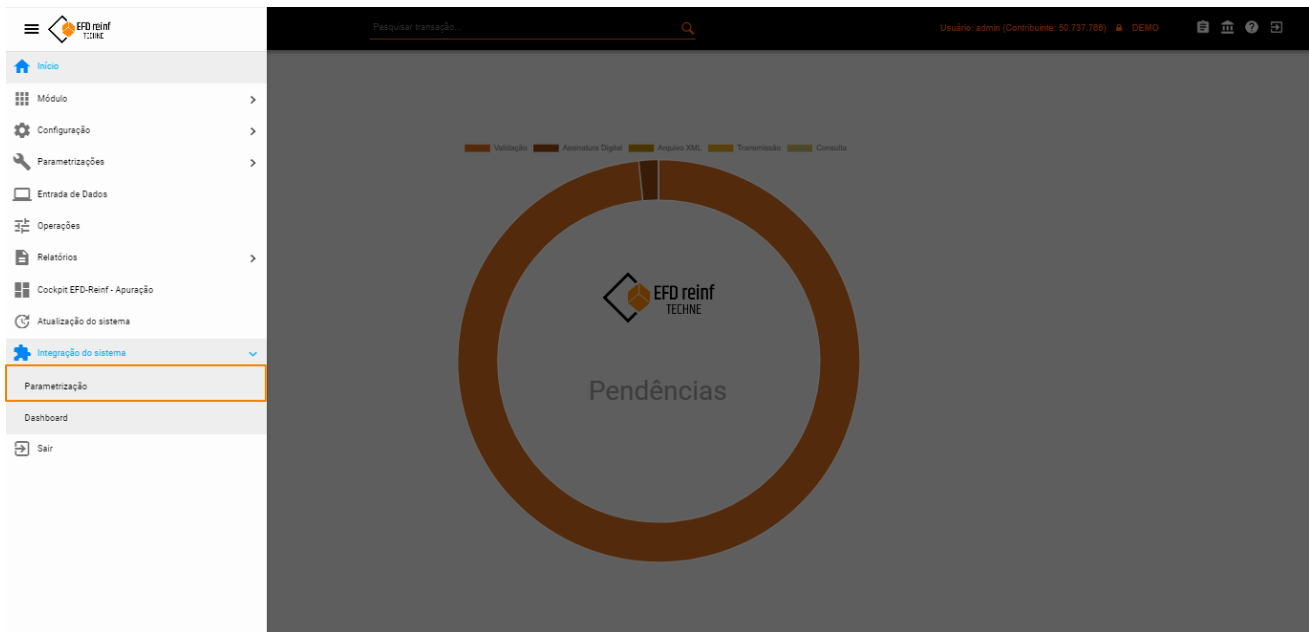 EFD reinf
TECHNE
Pesquisar transação...
Usuário: admin (Contribuinte: 50.737.766) DEMO
Início
Módulo
Configuração
Parametrizações
Entrada de Dados
Operações
Relatórios
Cockpit EFD-Reinf - Apuração
Atualização do sistema
Integração do sistema
Parametrização
Dashboard
Sair
Validação Assinatura Digital Arquivo XML Transmissão Consulta
EFD reinf
TECHNE
Pendências